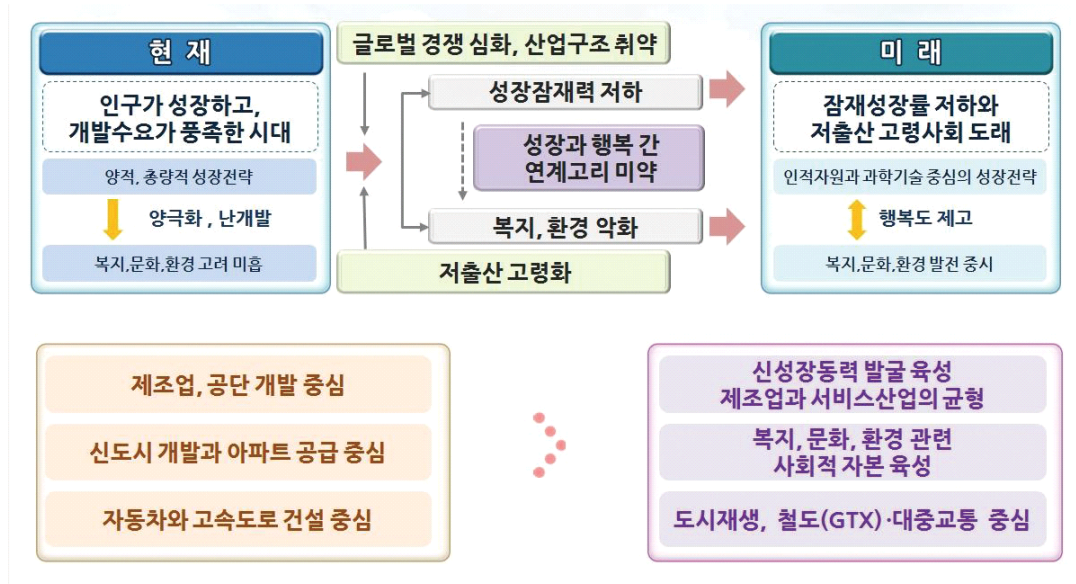 현 재
인구가 성장하고,
개발수요가 풍족한 시대
양적, 총량적 성장전략
양극화 , 난개발
복지,문화,환경 고려 미흡
글로벌 경쟁 심화, 산업구조 취약
성장잠재력 저하
성장과 행복 간
연계고리 미약
복지, 환경 악화
저출산 고령화
미 래
잠재성장률 저하와
저출산 고령사회 도래
인적자원과 과학기술 중심의 성장전략
행복도 제고
복지,문화,환경 발전 중시
제조업, 공단 개발 중심
신도시 개발과 아파트 공급 중심
자동차와 고속도로 건설 중심
신성장동력 발굴 육성
제조업과 서비스산업의 균형
복지, 문화, 환경 관련
사회적 자본 육성
도시재생, 철도(GTX)·대중교통 중심